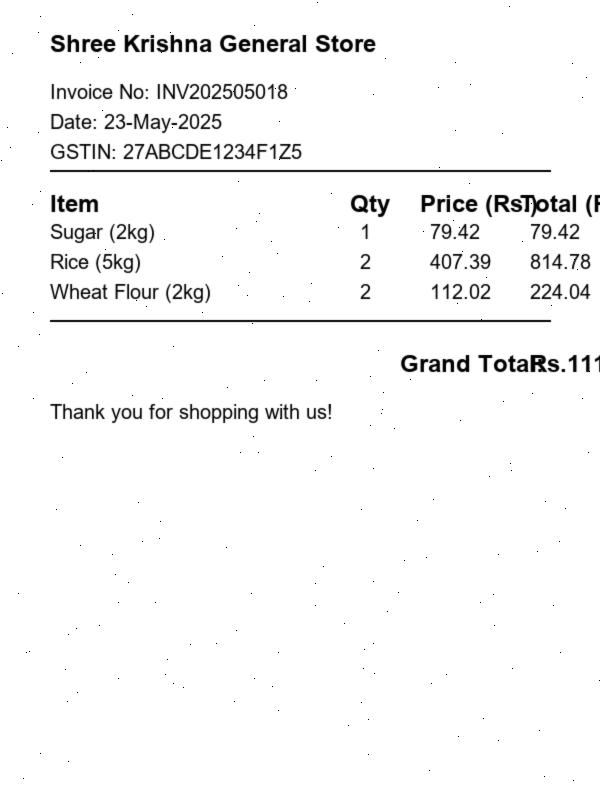 Shree Krishna General Store
Invoice No: INV202505018
Date: 23-May-2025
GSTIN: 27ABCDE1234F1Z5
Item Qty Price (Rs) Total (R
Sugar (2kg) 1 79.42 79.42
Rice (5kg) 2 407.39 814.78
Wheat Flour (2kg) 2 112.02 224.04
Grand Total Rs.111
Thank you for shopping with us!